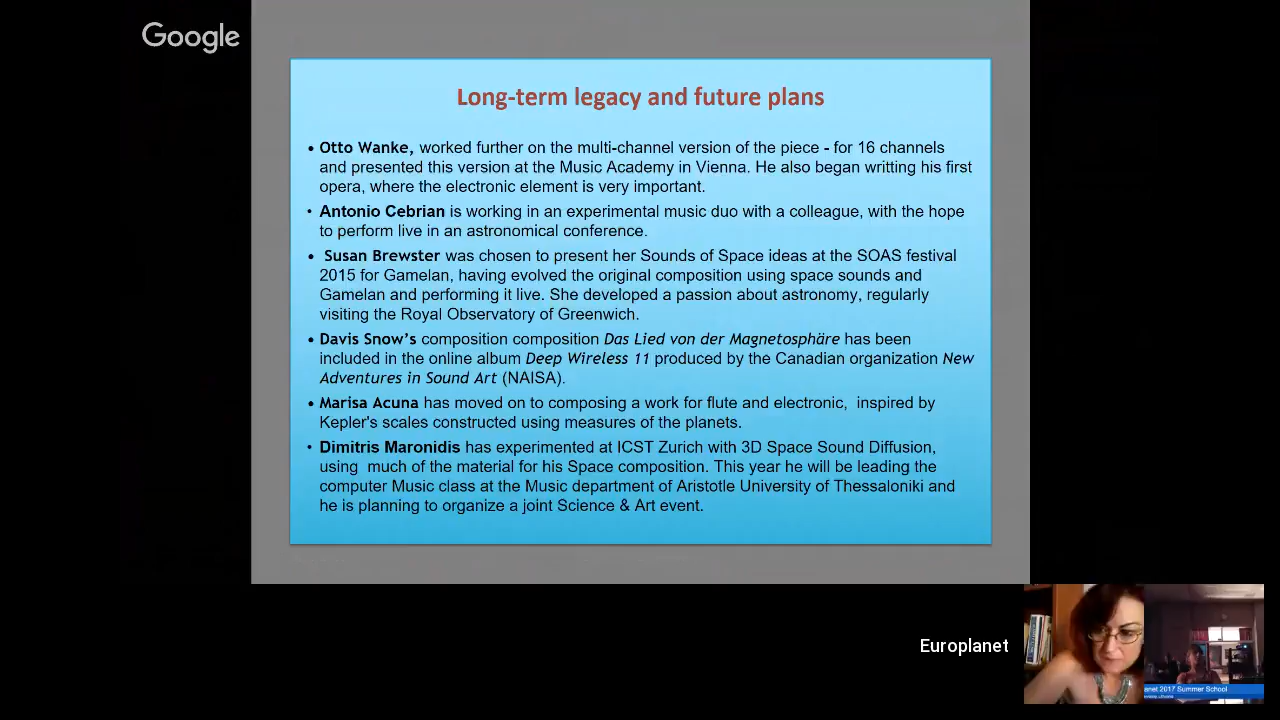 Google
Long-term legacy and future plans
• Otto Wanke, worked further on the multi-channel version of the piece - for 16 channels
and presented this version at the Music Academy in Vienna. He also began writting his first
opera, where the electronic element is very important.
• Antonio Cebrian is working in an experimental music duo with a colleague, with the hope
to perform live in an astronomical conference.
• Susan Brewster was chosen to present her Sounds of Space ideas at the SOAS festival
2015 for Gamelan, having evolved the original composition using space sounds and
Gamelan and performing it live. She developed a passion about astronomy, regularly
visiting the Royal Observatory of Greenwich.
• Davis Snow's composition composition Das Lied von der Magnetosphäre has been
included in the online album Deep Wireless 11 produced by the Canadian organization New
Adventures in Sound Art (NAISA).
• Marisa Acuna has moved on to composing a work for flute and electronic, inspired by
Kepler's scales constructed using measures of the planets.
• Dimitris Maronidis has experimented at ICST Zurich with 3D Space Sound Diffusion,
using much of the material for his Space composition. This year he will be leading the
computer Music class at the Music department of Aristotle University of Thessaloniki and
he is planning to organize a joint Science & Art event.
Europlanet
anet 2017 Summer School